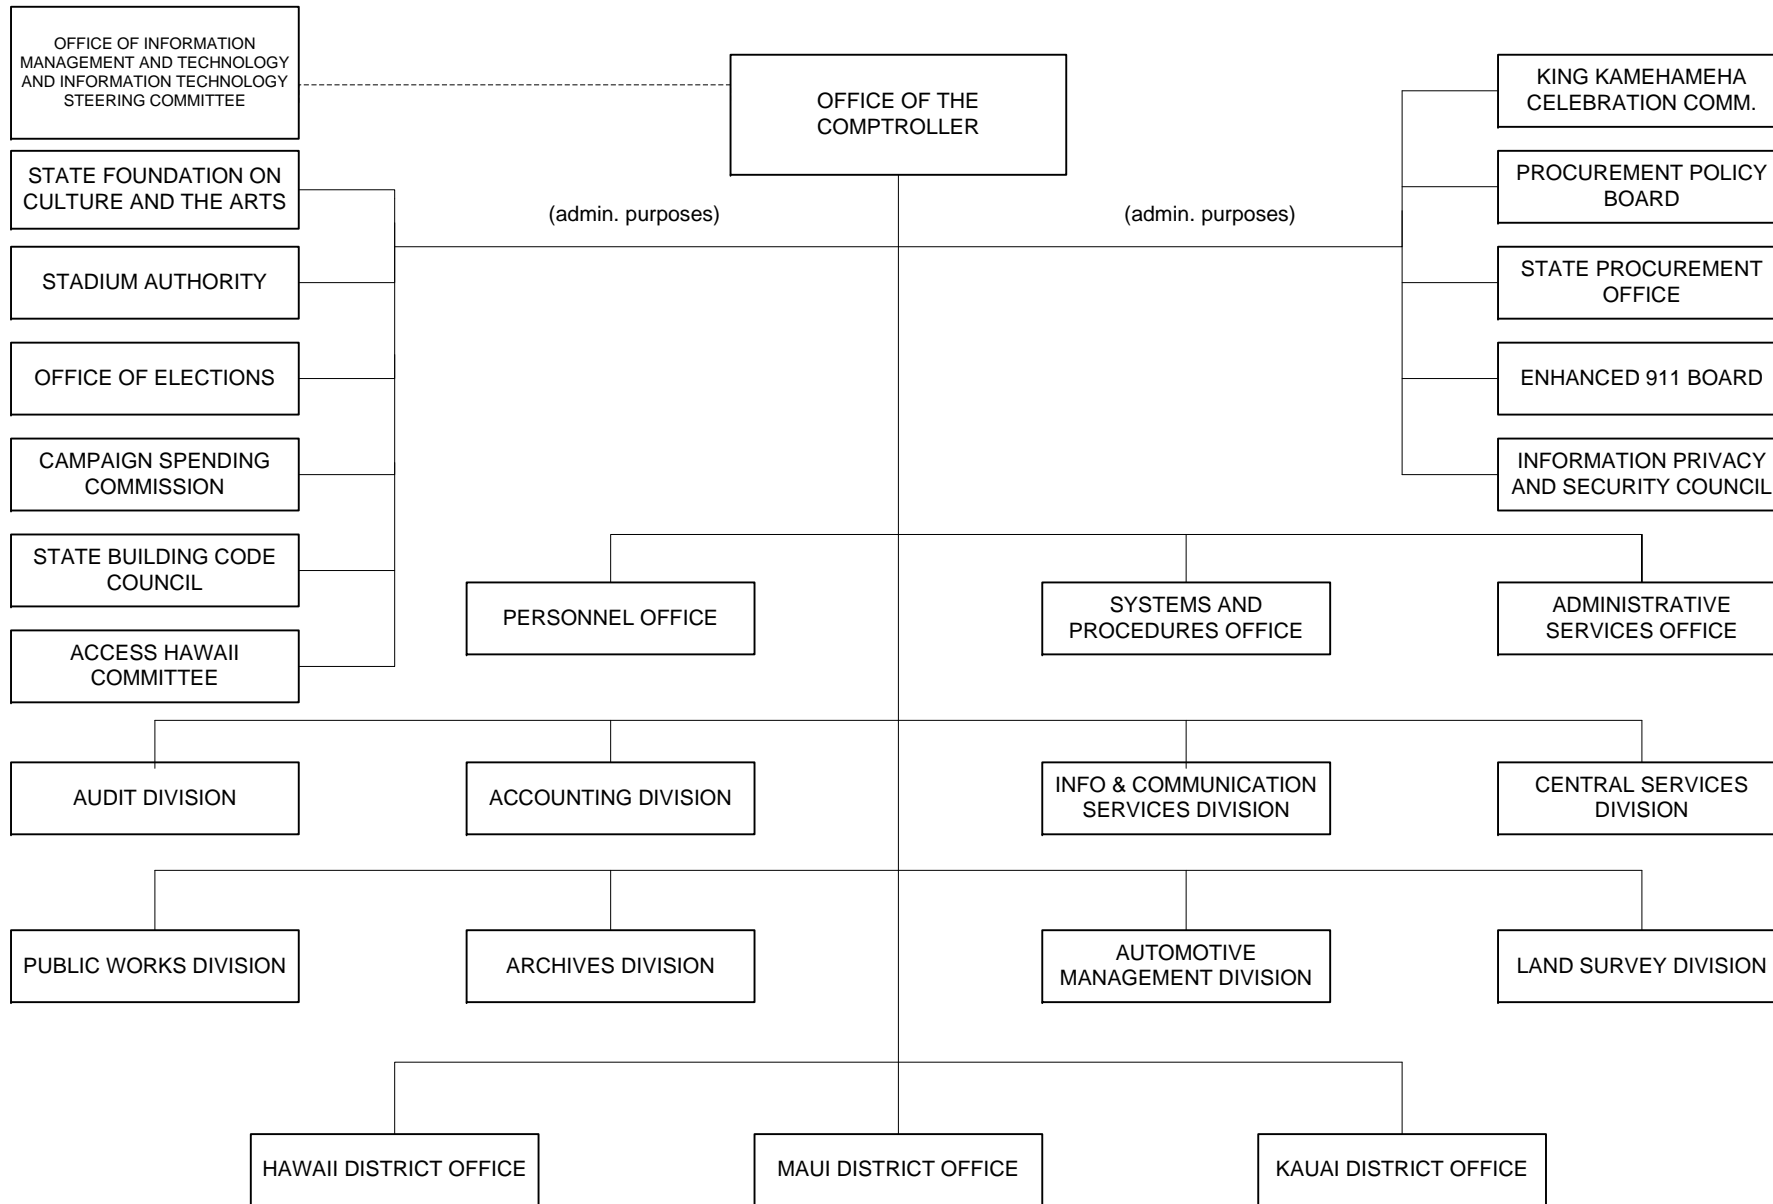 OFFICE OF INFORMATION
MANAGEMENT AND TECHNOLOGY
AND INFORMATION TECHNOLOGY
STEERING COMMITTEE
OFFICE OF THE
COMPTROLLER
KING KAMEHAMEHA
CELEBRATION COMM.
STATE FOUNDATION ON
CULTURE AND THE ARTS
(admin. purposes)
(admin. purposes)
PROCUREMENT POLICY
BOARD
STADIUM AUTHORITY
STATE PROCUREMENT
OFFICE
OFFICE OF ELECTIONS
ENHANCED 911 BOARD
CAMPAIGN SPENDING
COMMISSION
INFORMATION PRIVACY
AND SECURITY COUNCIL
STATE BUILDING CODE
COUNCIL
ACCESS HAWAII
COMMITTEE
PERSONNEL OFFICE
SYSTEMS AND
PROCEDURES OFFICE
ADMINISTRATIVE
SERVICES OFFICE
AUDIT DIVISION
ACCOUNTING DIVISION
INFO & COMMUNICATION
SERVICES DIVISION
CENTRAL SERVICES
DIVISION
PUBLIC WORKS DIVISION
ARCHIVES DIVISION
AUTOMOTIVE
MANAGEMENT DIVISION
LAND SURVEY DIVISION
HAWAII DISTRICT OFFICE
MAUI DISTRICT OFFICE
KAUAI DISTRICT OFFICE